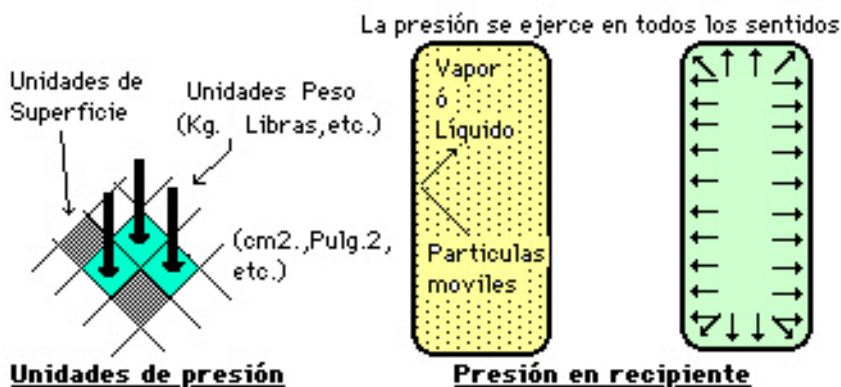 La presión se ejerce en todos los sentidos
Unidades de
Superficie
Unidades Peso
(Kg. Libras,etc.)
(cm2.,Pulg.2,
etc.)
Unidades de presión
Vapor
ó
Líquido
Particulas
moviles
Presión en recipiente